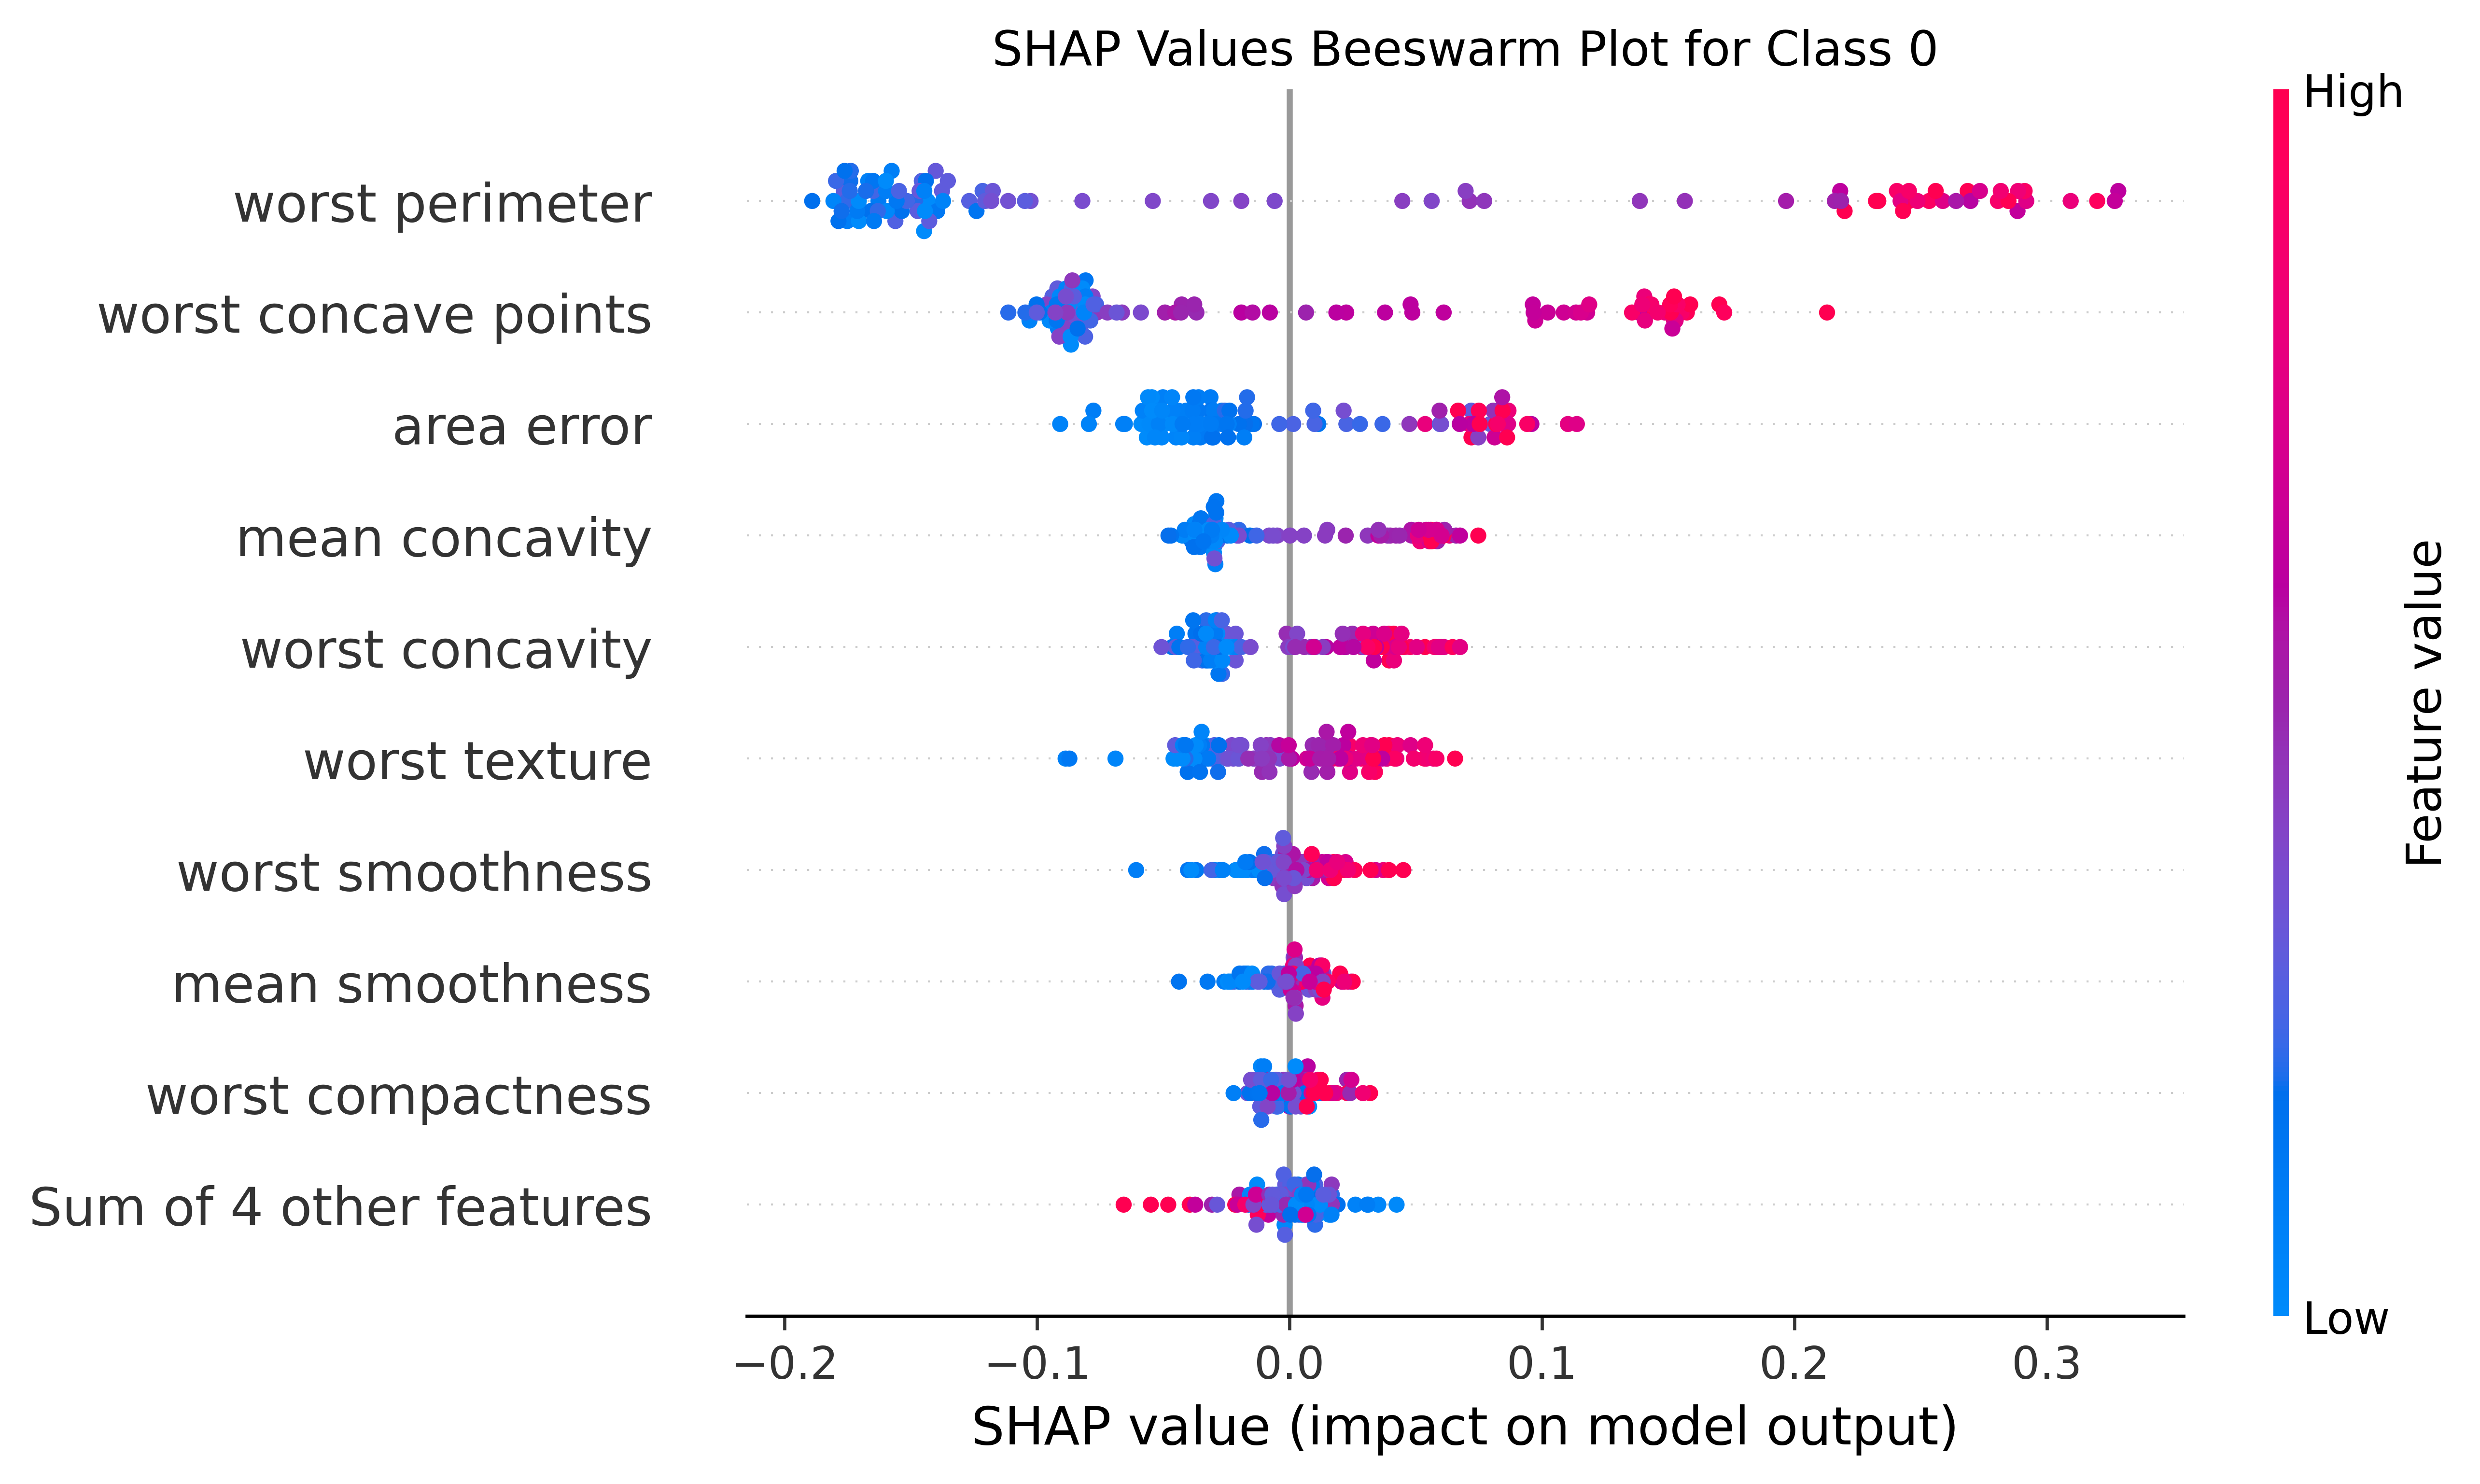 SHAP Values Beeswarm Plot for Class 0
High
worst perimeter
worst concave points
area error
mean concavity
worst concavity
worst texture
worst smoothness
mean smoothness
worst compactness
Sum of 4 other features
Feature value
Low
−0.2 −0.1 0.0 0.1 0.2 0.3
SHAP value (impact on model output)